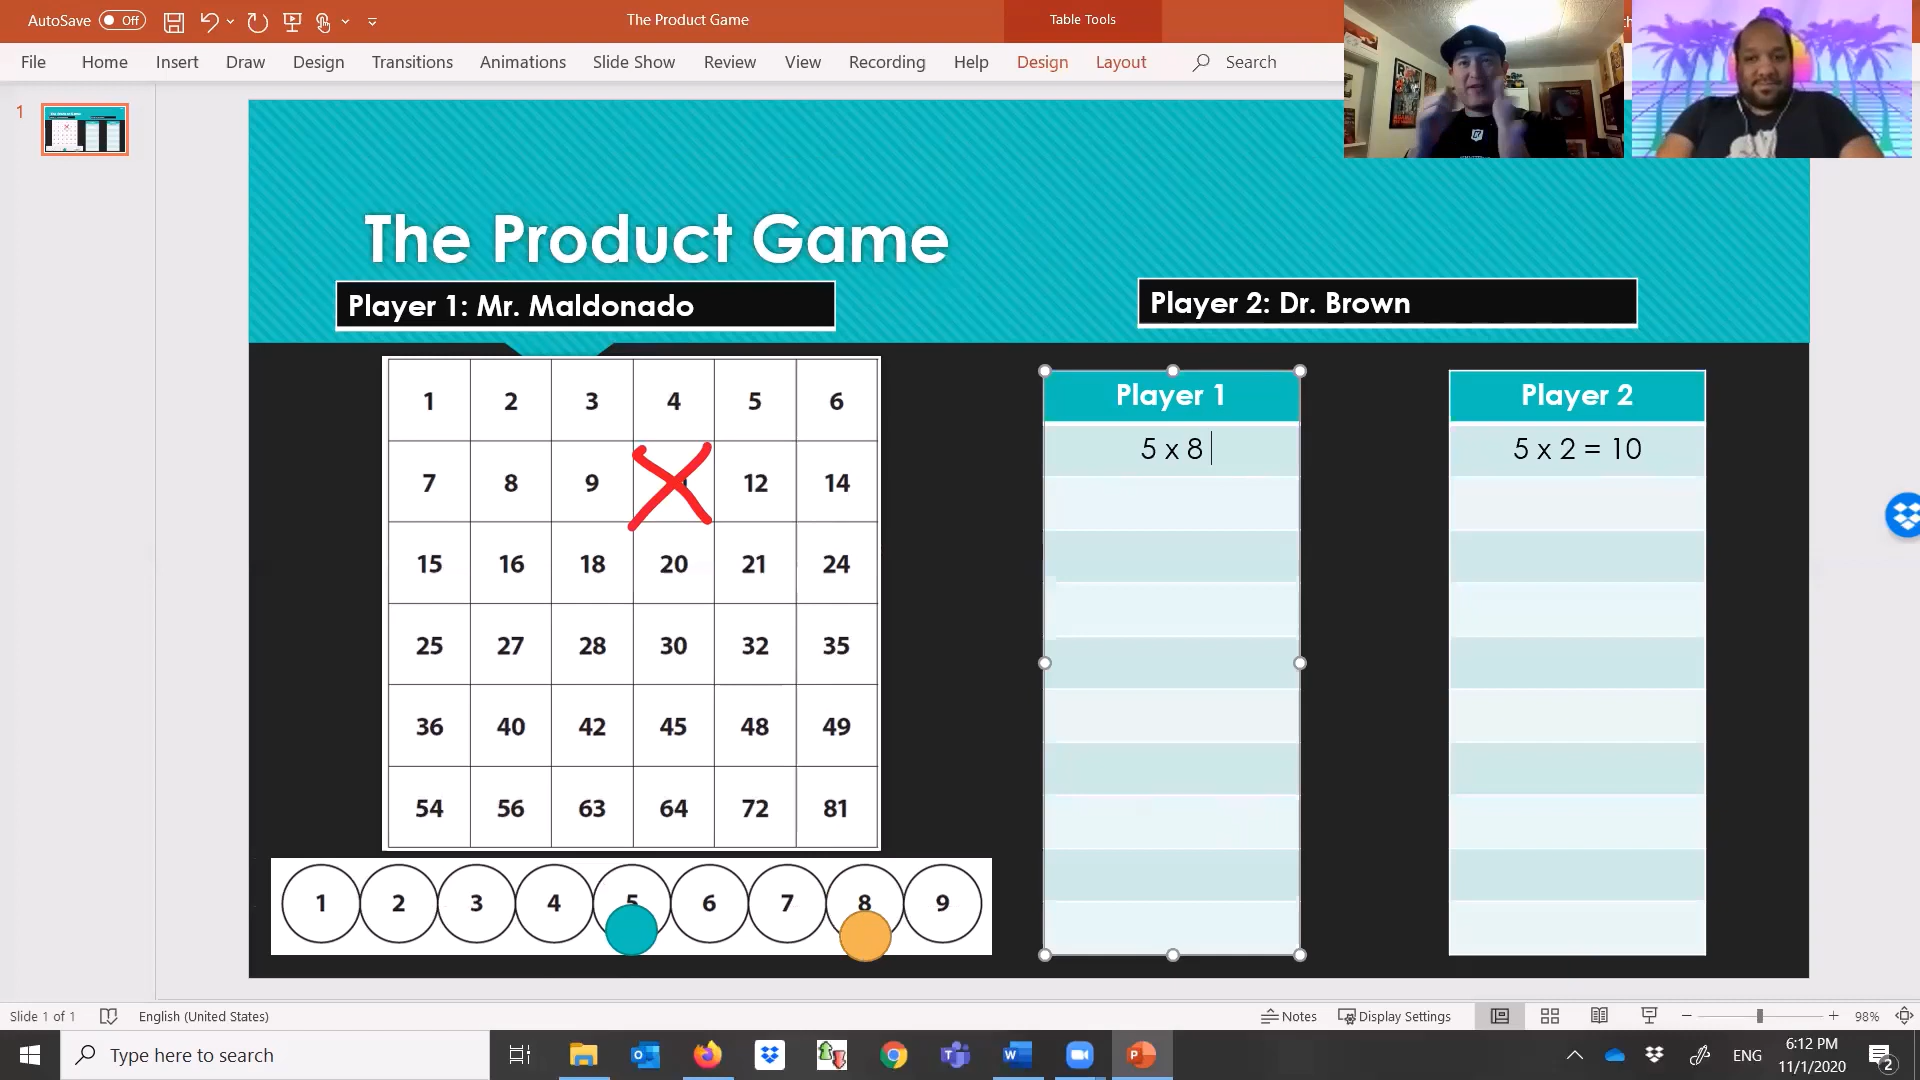 AutoSave Off The Product Game Table Tools
File Home Insert Draw Design Transitions Animations Slide Show Review View Recording Help Design Layout Search
1
The Product Game
Player 1: Mr. Maldonado
Player 2: Dr. Brown
1 2 3 4 5 6
7 8 9 12 14
15 16 18 20 21 24
25 27 28 30 32 35
36 40 42 45 48 49
54 56 63 64 72 81
1 2 3 4 5 6 7 8 9
Player 1
5 x 8
Player 2
5 x 2 = 10
Slide 1 of 1 English (United States) Notes Display Settings 98%
Type here to search
ENG
6:12 PM
11/1/2020
2